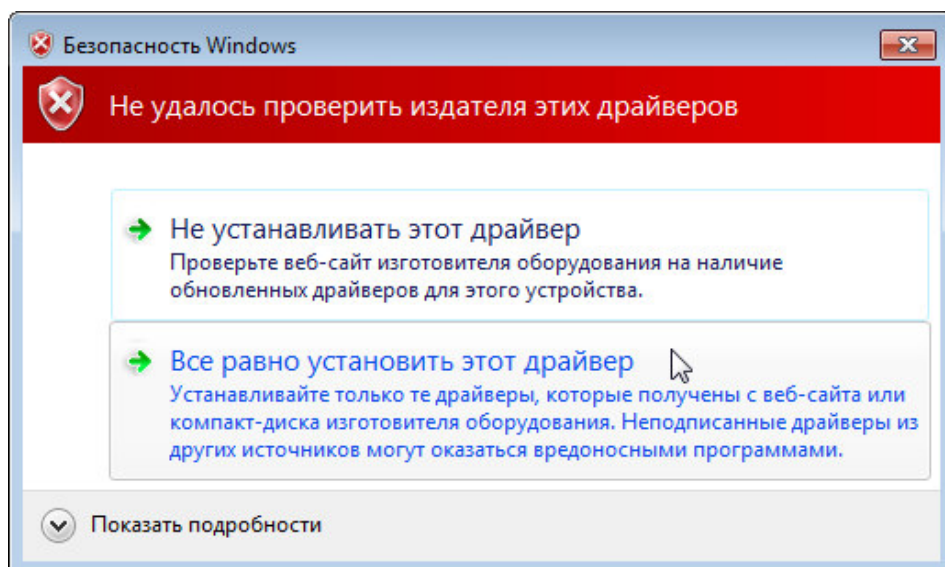 Безопасность Windows
Не удалось проверить издателя этих драйверов
Не устанавливать этот драйвер
Проверьте веб-сайт изготовителя оборудования на наличие
обновленных драйверов для этого устройства.
Все равно установить этот драйвер
Устанавливайте только те драйверы, которые получены с веб-сайта или
компакт-диска изготовителя оборудования. Неподписанные драйверы из
других источников могут оказаться вредоносными программами.
Показать подробности